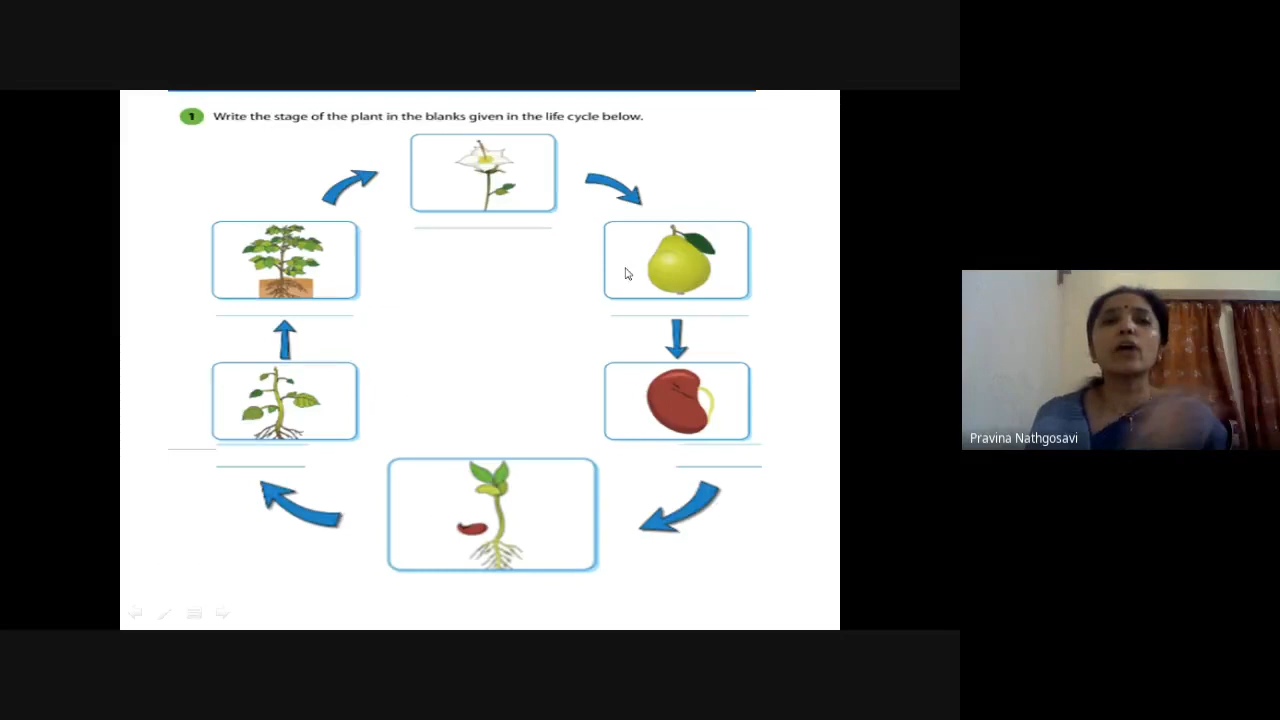 1 Write the stage of the plant in the blanks given in the life cycle below.
Pravina Nathgosavi